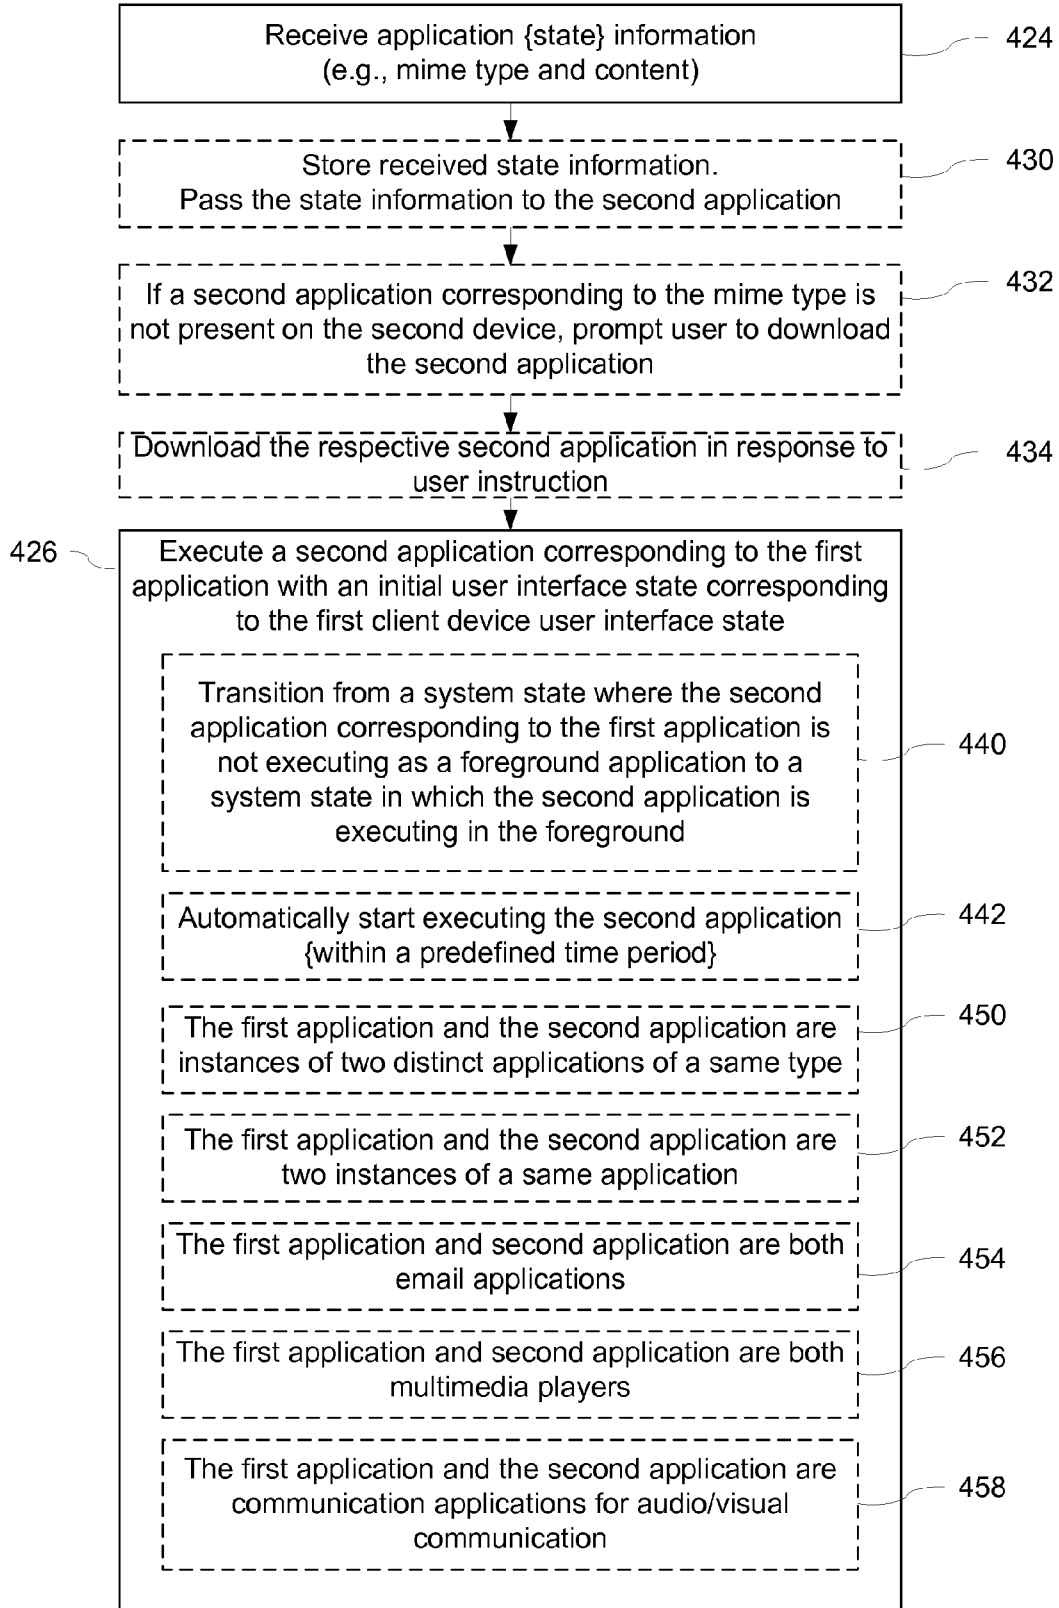 Receive application {state} information
(e.g., mime type and content)
424
Store received state information.
Pass the state information to the second application
430
If a second application corresponding to the mime type is
not present on the second device, prompt user to download
the second application
432
Download the respective second application in response to
user instruction
434
426
Execute a second application corresponding to the first
application with an initial user interface state corresponding
to the first client device user interface state
Transition from a system state where the second
application corresponding to the first application is
not executing as a foreground application to a
system state in which the second application is
executing in the foreground
440
Automatically start executing the second application
{within a predefined time period}
442
The first application and the second application are
instances of two distinct applications of a same type
450
The first application and the second application are
two instances of a same application
452
The first application and second application are both
email applications
454
The first application and second application are both
multimedia players
456
The first application and the second application are
communication applications for audio/visual
communication
458